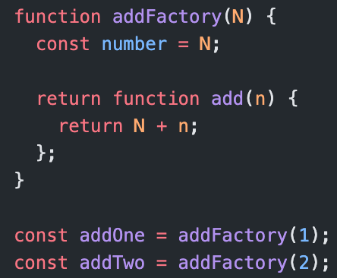 function addFactory(N) {
  const number = N;

  return function add(n) {
    return N + n;
  };
}

const addOne = addFactory(1);
const addTwo = addFactory(2);